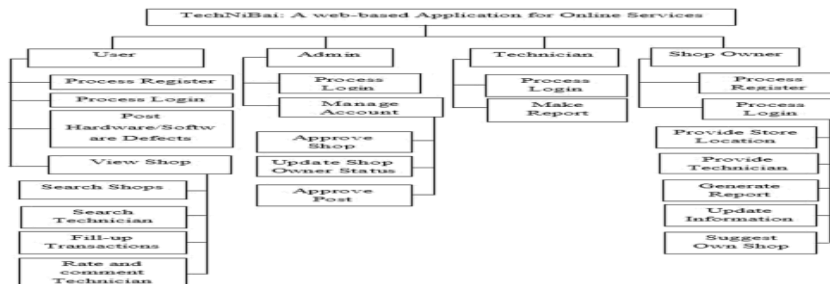 TechNiBai: A web-based Application for Online Services
User
Process Register
Process Login
Post
Hardware/Softw
are Defects
View Shop
Search Shops
Search
Technician
Fill-up
Transactions
Rate and
comment
Technician
Admin
Process
Login
Manage
Account
Approve
Shop
Update Shop
Owner Status
Approve
Post
Technician
Process
Login
Make
Report
Shop Owner
Process
Register
Process
Login
Provide Store
Location
Provide
Technician
Generate
Report
Update
Information
Suggest
Own Shop